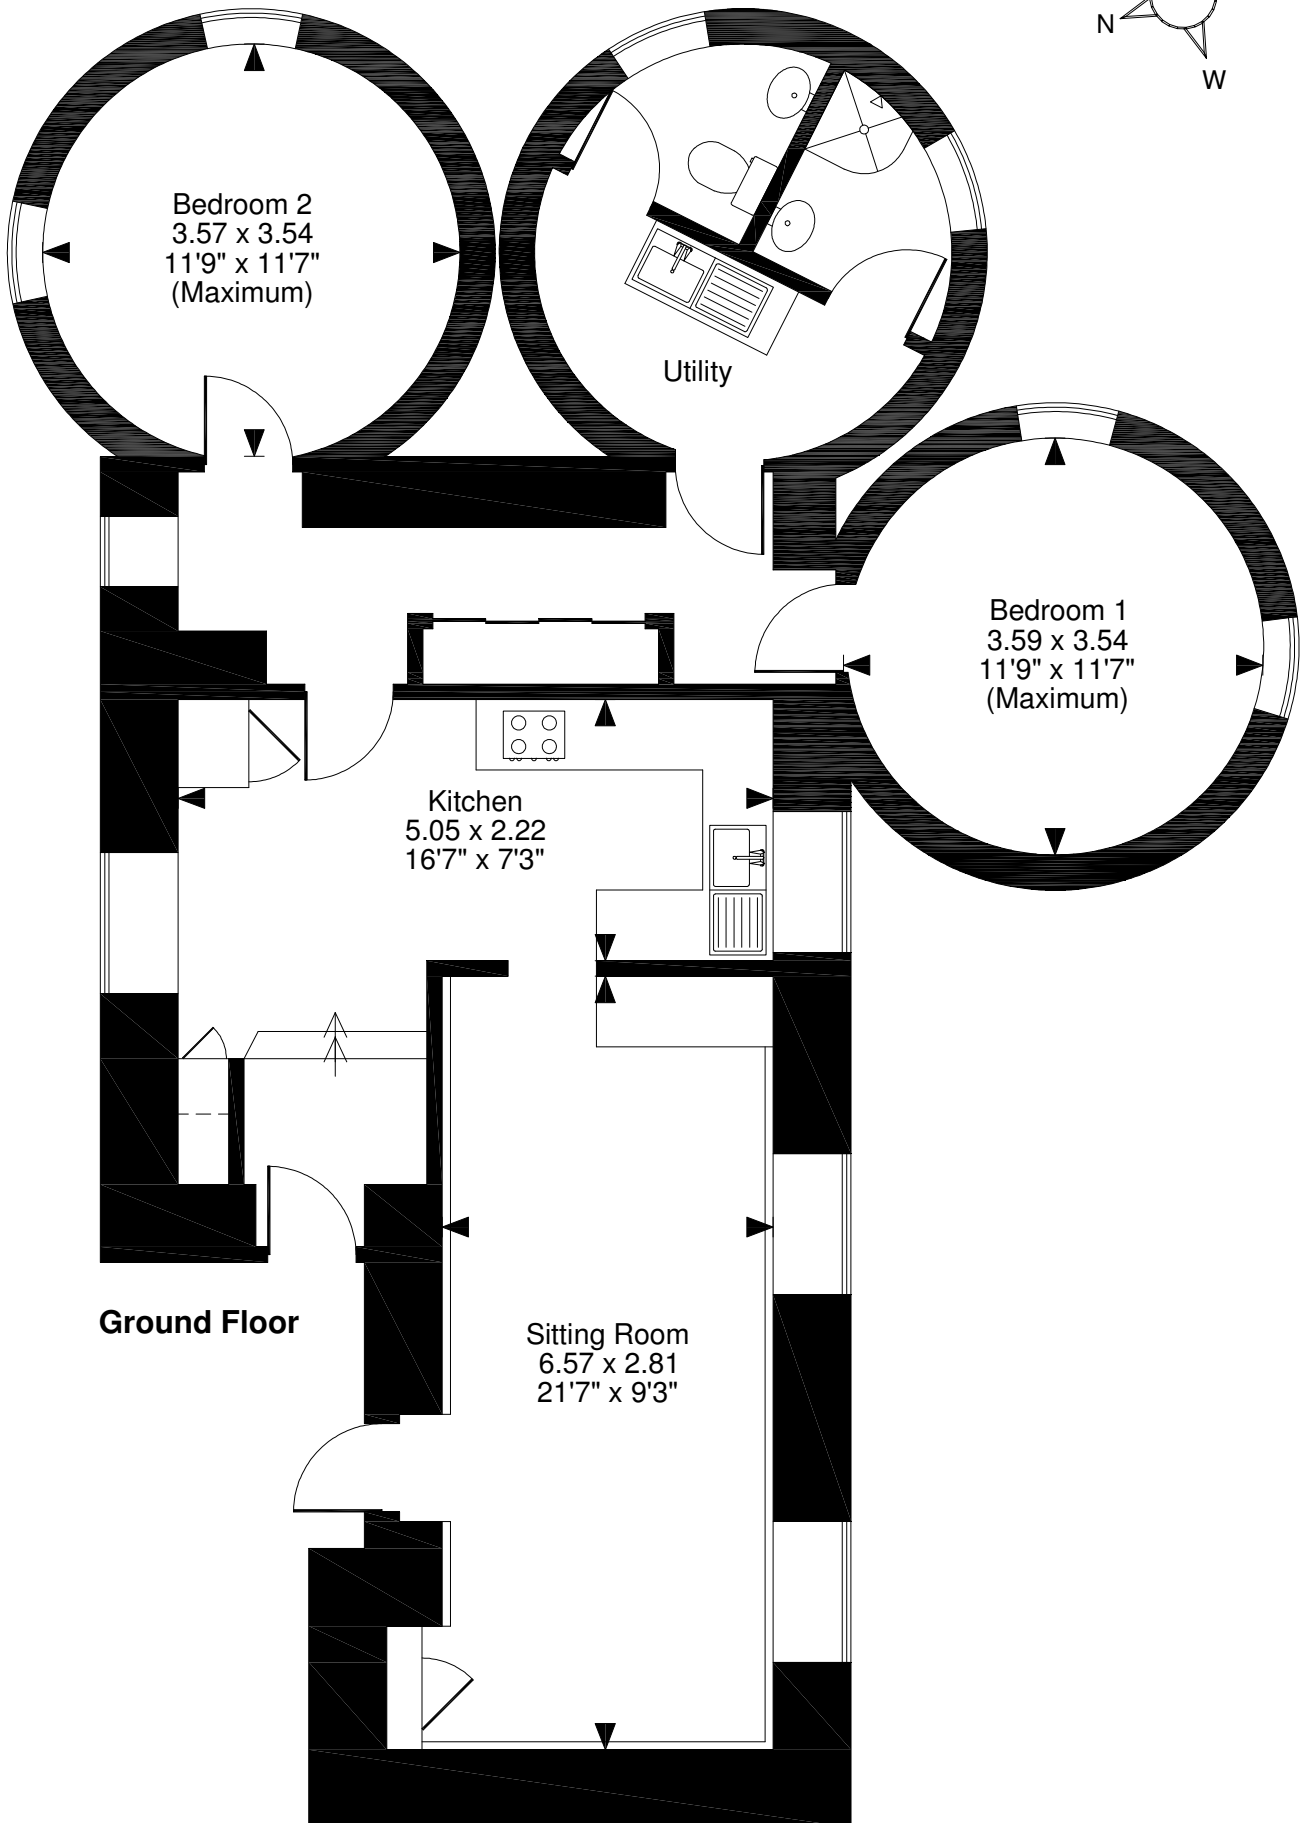 N
W
Bedroom 2
3.57 x 3.54
11'9" x 11'7"
(Maximum)
Utility
Bedroom 1
3.59 x 3.54
11'9" x 11'7"
(Maximum)
Kitchen
5.05 x 2.22
16'7" x 7'3"
Ground Floor
Sitting Room
6.57 x 2.81
21'7" x 9'3"